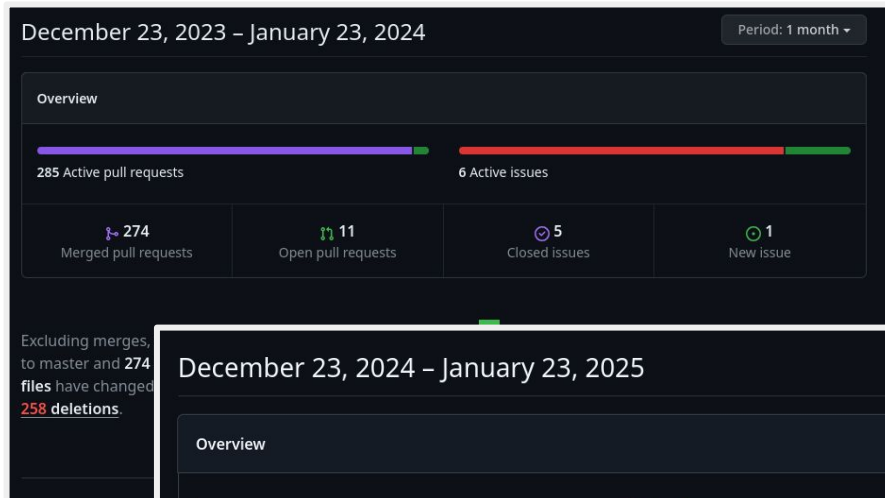 December 23, 2023 – January 23, 2024
Period: 1 month
Overview
285 Active pull requests
6 Active issues
274
Merged pull requests
11
Open pull requests
5
Closed issues
1
New issue
Excluding merges,
to master and 274
files have changed
258 deletions.
December 23, 2024 – January 23, 2025
Overview